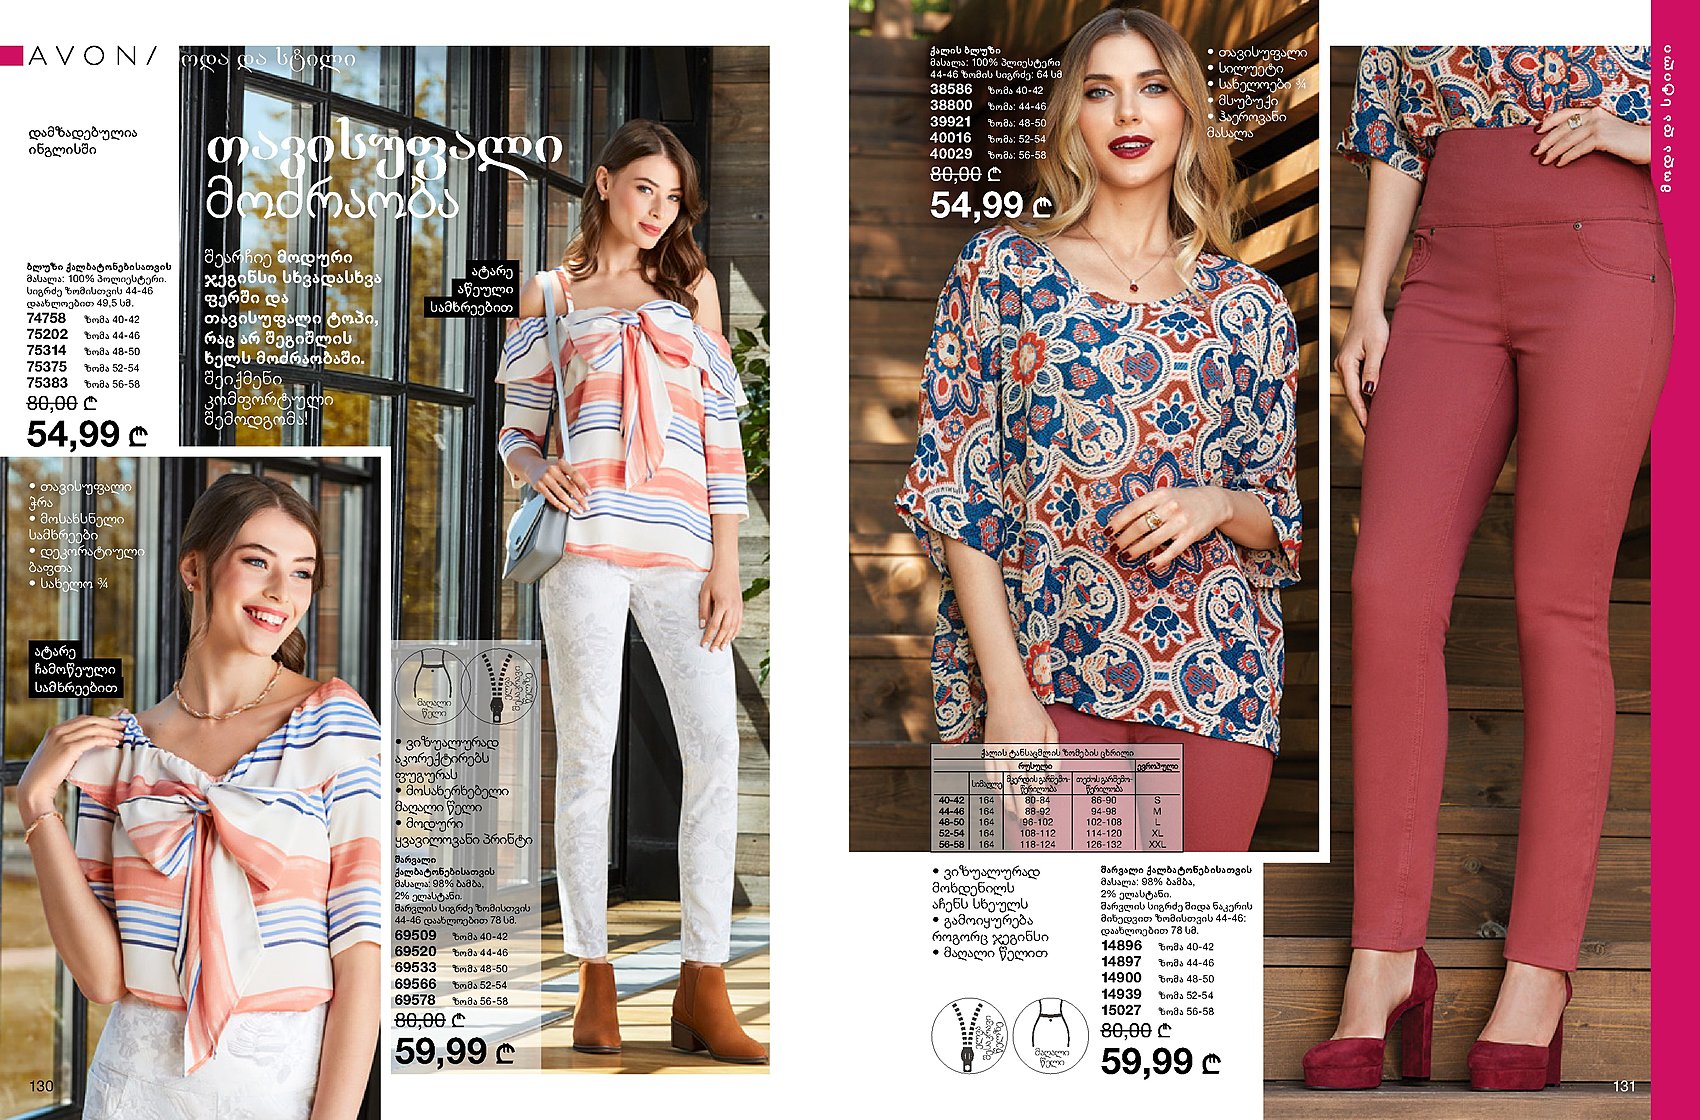 AVON
ოდა და სტილი
დამზადებულია
ინგლისში
თავისუფალი
მოძრაობა
შეარჩიე მოდური
ჯეგინსი სხვადასხვა
ფერში და
თავისუფალი ტოპი,
რაც არ შეგიშლის
ხელს მოძრაობაში.
შეიქმენი
კომფორტული
შემოდგომა!
ატარე
აწეული
სამხრეებით
ბლუზი ქალბატონებისათვის
მასალა: 100% პოლიესტერი.
სიგრძე ზომისთვის 44-46
დაახლოებით 49,5 სმ.
74758 ზომა 40-42
75202 ზომა 44-46
75314 ზომა 48-50
75375 ზომა 52-54
75383 ზომა 56-58
80,00 ₾
54,99 ₾
• თავისუფალი
ჭრა
• მოსახსნელი
სამხრეები
• დეკორატიული
ბაფთა
• სახელო ¾
ატარე
ჩამოწეული
სამხრეებით
მაღალი
წელი
• ვიზუალურად
აკორექტირებს
ფუგურას
• მოსახერხებელი
მაღალი წელი
• მოდური
ყვავილოვანი პრინტი
შარვალი
ქალბატონებისათვის
მასალა: 98% ბამბა,
2% ელასტანი.
შარვლის სიგრძე ზომისთვის
44-46 დაახლოებით 78 სმ.
69509 ზომა 40-42
69520 ზომა 44-46
69533 ზომა 48-50
69566 ზომა 52-54
69578 ზომა 56-58
80,00 ₾
59,99 ₾
130
ქალის ბლუზი
მასალა: 100% პლიესტერი
44-46 ზომის სიგრძე: 64 სმ
38586 ზომა 40-42
38800 ზომა: 44-46
39921 ზომა: 48-50
40016 ზომა: 52-54
40029 ზომა: 56-58
80,00 ₾
54,99 ₾
• თავისუფალი
• სილუეტი
• სახელოები ¾
• მსუბუქი
• ჰაეროვანი
მასალა
მოდა და სტილი
ქალის ტანსაცმლის ზომების ცხრილი
რუსული ევროპული
სიმაღლე მკერდის გარშემო- თეძოს გარშემო-
წერილობა წერილობა
40-42 164 80-84 86-90 S
44-46 164 88-92 94-98 M
48-50 164 96-102 102-108 L
52-54 164 108-112 114-120 XL
56-58 164 118-124 126-132 XXL
• ვიზუალურად
მოხდენილს
აჩენს სხეულს
• გამოიყურება
როგორც ჯეგინსი
• მაღალი წელით
მაღალი
წელი
შარვალი ქალბატონებისათვის
მასალა: 98% ბამბა,
2% ელასტანი.
შარვლის სიგრძე შიდა ნაკერის
მიხედვით ზომისთვის 44-46:
დაახლოებით 78 სმ.
14896 ზომა 40-42
14897 ზომა 44-46
14900 ზომა 48-50
14939 ზომა 52-54
15027 ზომა 56-58
80,00 ₾
59,99 ₾
131